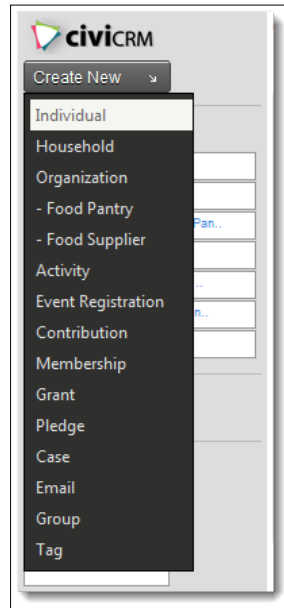 civiCRM
Create New
Individual
Household
Organization
- Food Pantry
- Food Supplier
Pan..
Activity
..
Event Registration
n..
Contribution
Membership
Grant
Pledge
Case
Email
Group
Tag